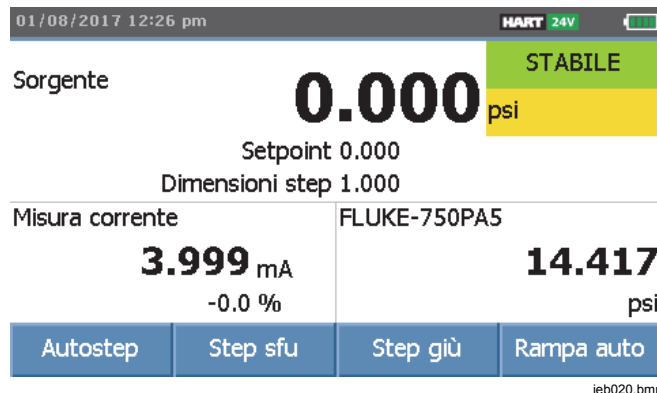 01/08/2017 12:26 pm HART 24V
STABILE
Sorgente
0.000 psi
Setpoint 0.000
Dimensioni step 1.000
Misura corrente
3.999 mA
-0.0 %
FLUKE-750PA5
14.417
psi
Autostep Step sfu Step giù Rampa auto
ieb020.bmp